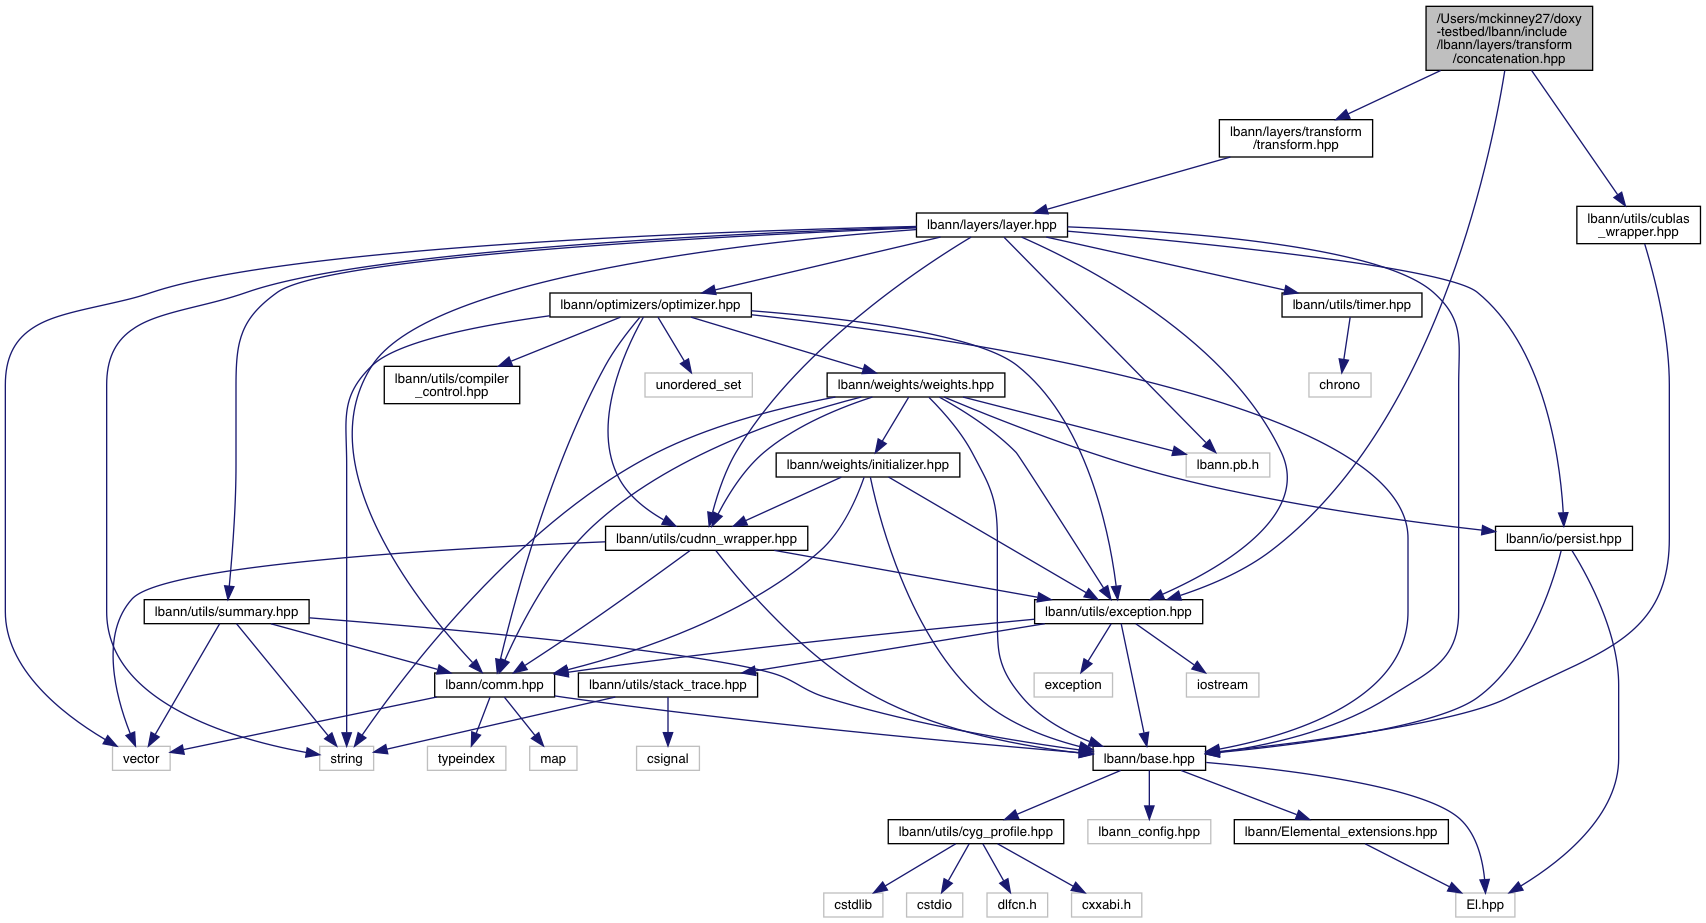 /Users/mckinney27/doxy
-testbed/lbann/include
/lbann/layers/transform
/concatenation.hpp
lbann/layers/transform
/transform.hpp
lbann/layers/layer.hpp
lbann/utils/cublas
_wrapper.hpp
lbann/optimizers/optimizer.hpp
lbann/utils/timer.hpp
lbann/utils/compiler
_control.hpp
unordered_set
lbann/weights/weights.hpp
chrono
lbann/weights/initializer.hpp
lbann.pb.h
lbann/utils/cudnn_wrapper.hpp
lbann/io/persist.hpp
lbann/utils/summary.hpp
lbann/utils/exception.hpp
lbann/comm.hpp
lbann/utils/stack_trace.hpp
exception
iostream
vector
string
typeindex
map
csignal
lbann/base.hpp
lbann/utils/cyg_profile.hpp
lbann_config.hpp
lbann/Elemental_extensions.hpp
cstdlib
cstdio
dlfcn.h
cxxabi.h
El.hpp